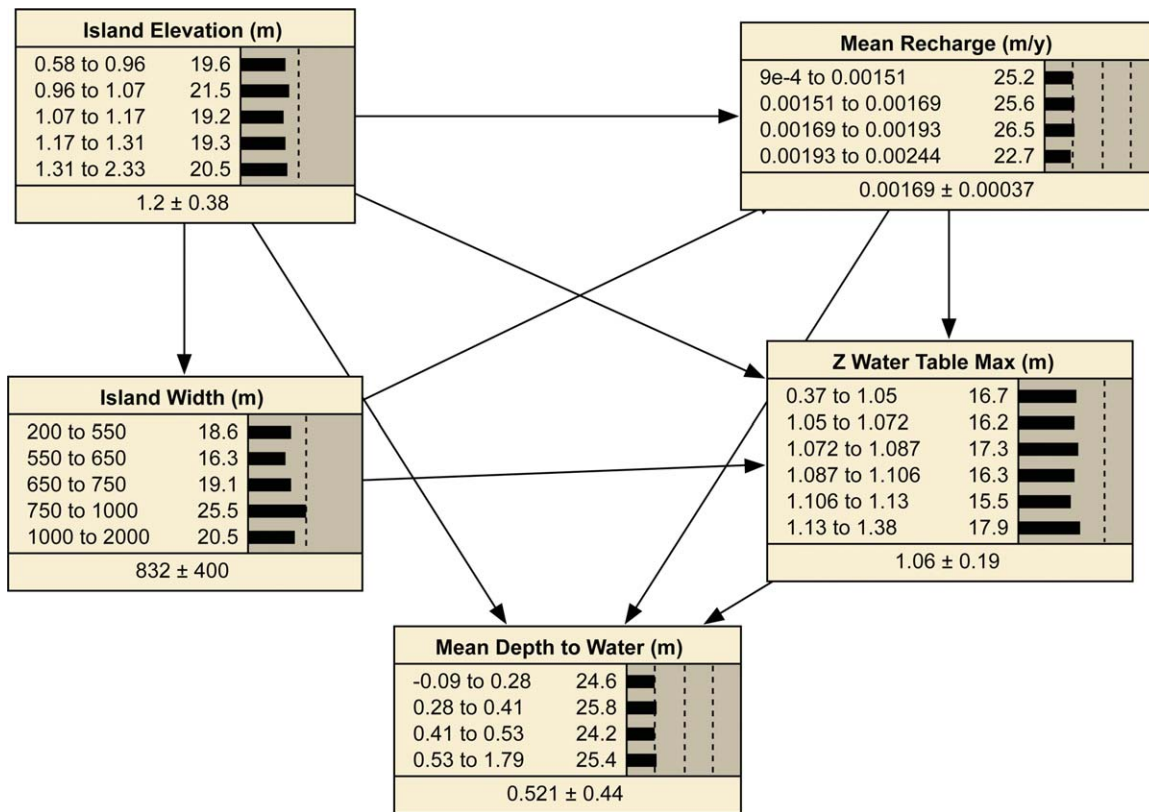 Island Elevation (m)
0.58 to 0.96 19.6
0.96 to 1.07 21.5
1.07 to 1.17 19.2
1.17 to 1.31 19.3
1.31 to 2.33 20.5
1.2 ± 0.38
Mean Recharge (m/y)
9e-4 to 0.00151 25.2
0.00151 to 0.00169 25.6
0.00169 to 0.00193 26.5
0.00193 to 0.00244 22.7
0.00169 ± 0.00037
Island Width (m)
200 to 550 18.6
550 to 650 16.3
650 to 750 19.1
750 to 1000 25.5
1000 to 2000 20.5
832 ± 400
Z Water Table Max (m)
0.37 to 1.05 16.7
1.05 to 1.072 16.2
1.072 to 1.087 17.3
1.087 to 1.106 16.3
1.106 to 1.13 15.5
1.13 to 1.38 17.9
1.06 ± 0.19
Mean Depth to Water (m)
-0.09 to 0.28 24.6
0.28 to 0.41 25.8
0.41 to 0.53 24.2
0.53 to 1.79 25.4
0.521 ± 0.44